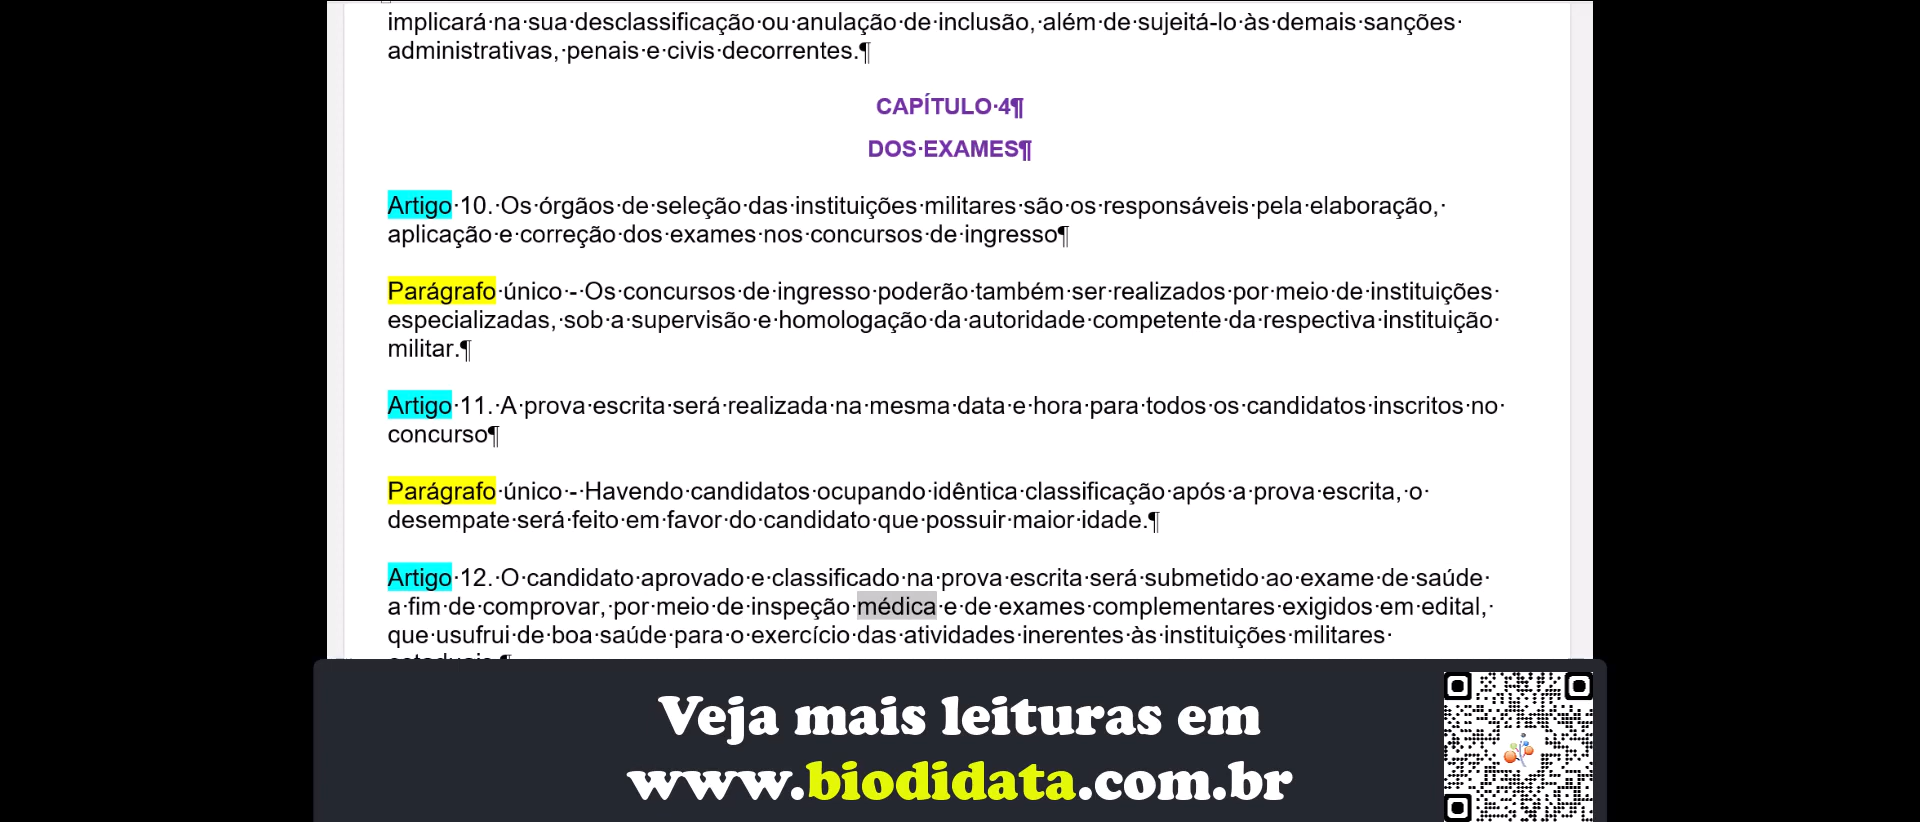 implicará na sua desclassificação ou anulação de inclusão, além de sujeitá-lo às demais sanções
administrativas, penais e civis decorrentes.¶
CAPÍTULO 4¶
DOS EXAMES¶
Artigo 10. Os órgãos de seleção das instituições militares são os responsáveis pela elaboração,
aplicação e correção dos exames nos concursos de ingresso¶
Parágrafo único - Os concursos de ingresso poderão também ser realizados por meio de instituições
especializadas, sob a supervisão e homologação da autoridade competente da respectiva instituição
militar.¶
Artigo 11. A prova escrita será realizada na mesma data e hora para todos os candidatos inscritos no
concurso¶
Parágrafo único - Havendo candidatos ocupando idêntica classificação após a prova escrita, o
desempate será feito em favor do candidato que possuir maior idade.¶
Artigo 12. O candidato aprovado e classificado na prova escrita será submetido ao exame de saúde
a fim de comprovar, por meio de inspeção médica e de exames complementares exigidos em edital,
que usufrui de boa saúde para o exercício das atividades inerentes às instituições militares
Veja mais leituras em
www.biodidata.com.br